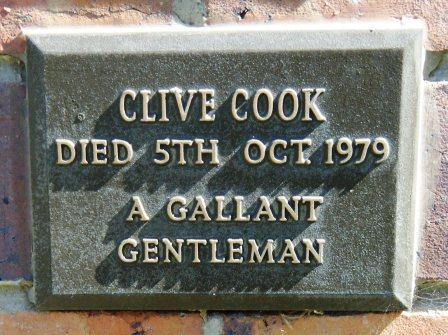 CLIVE COOK
DIED 5TH OCT. 1979
A GALLANT
GENTLEMAN